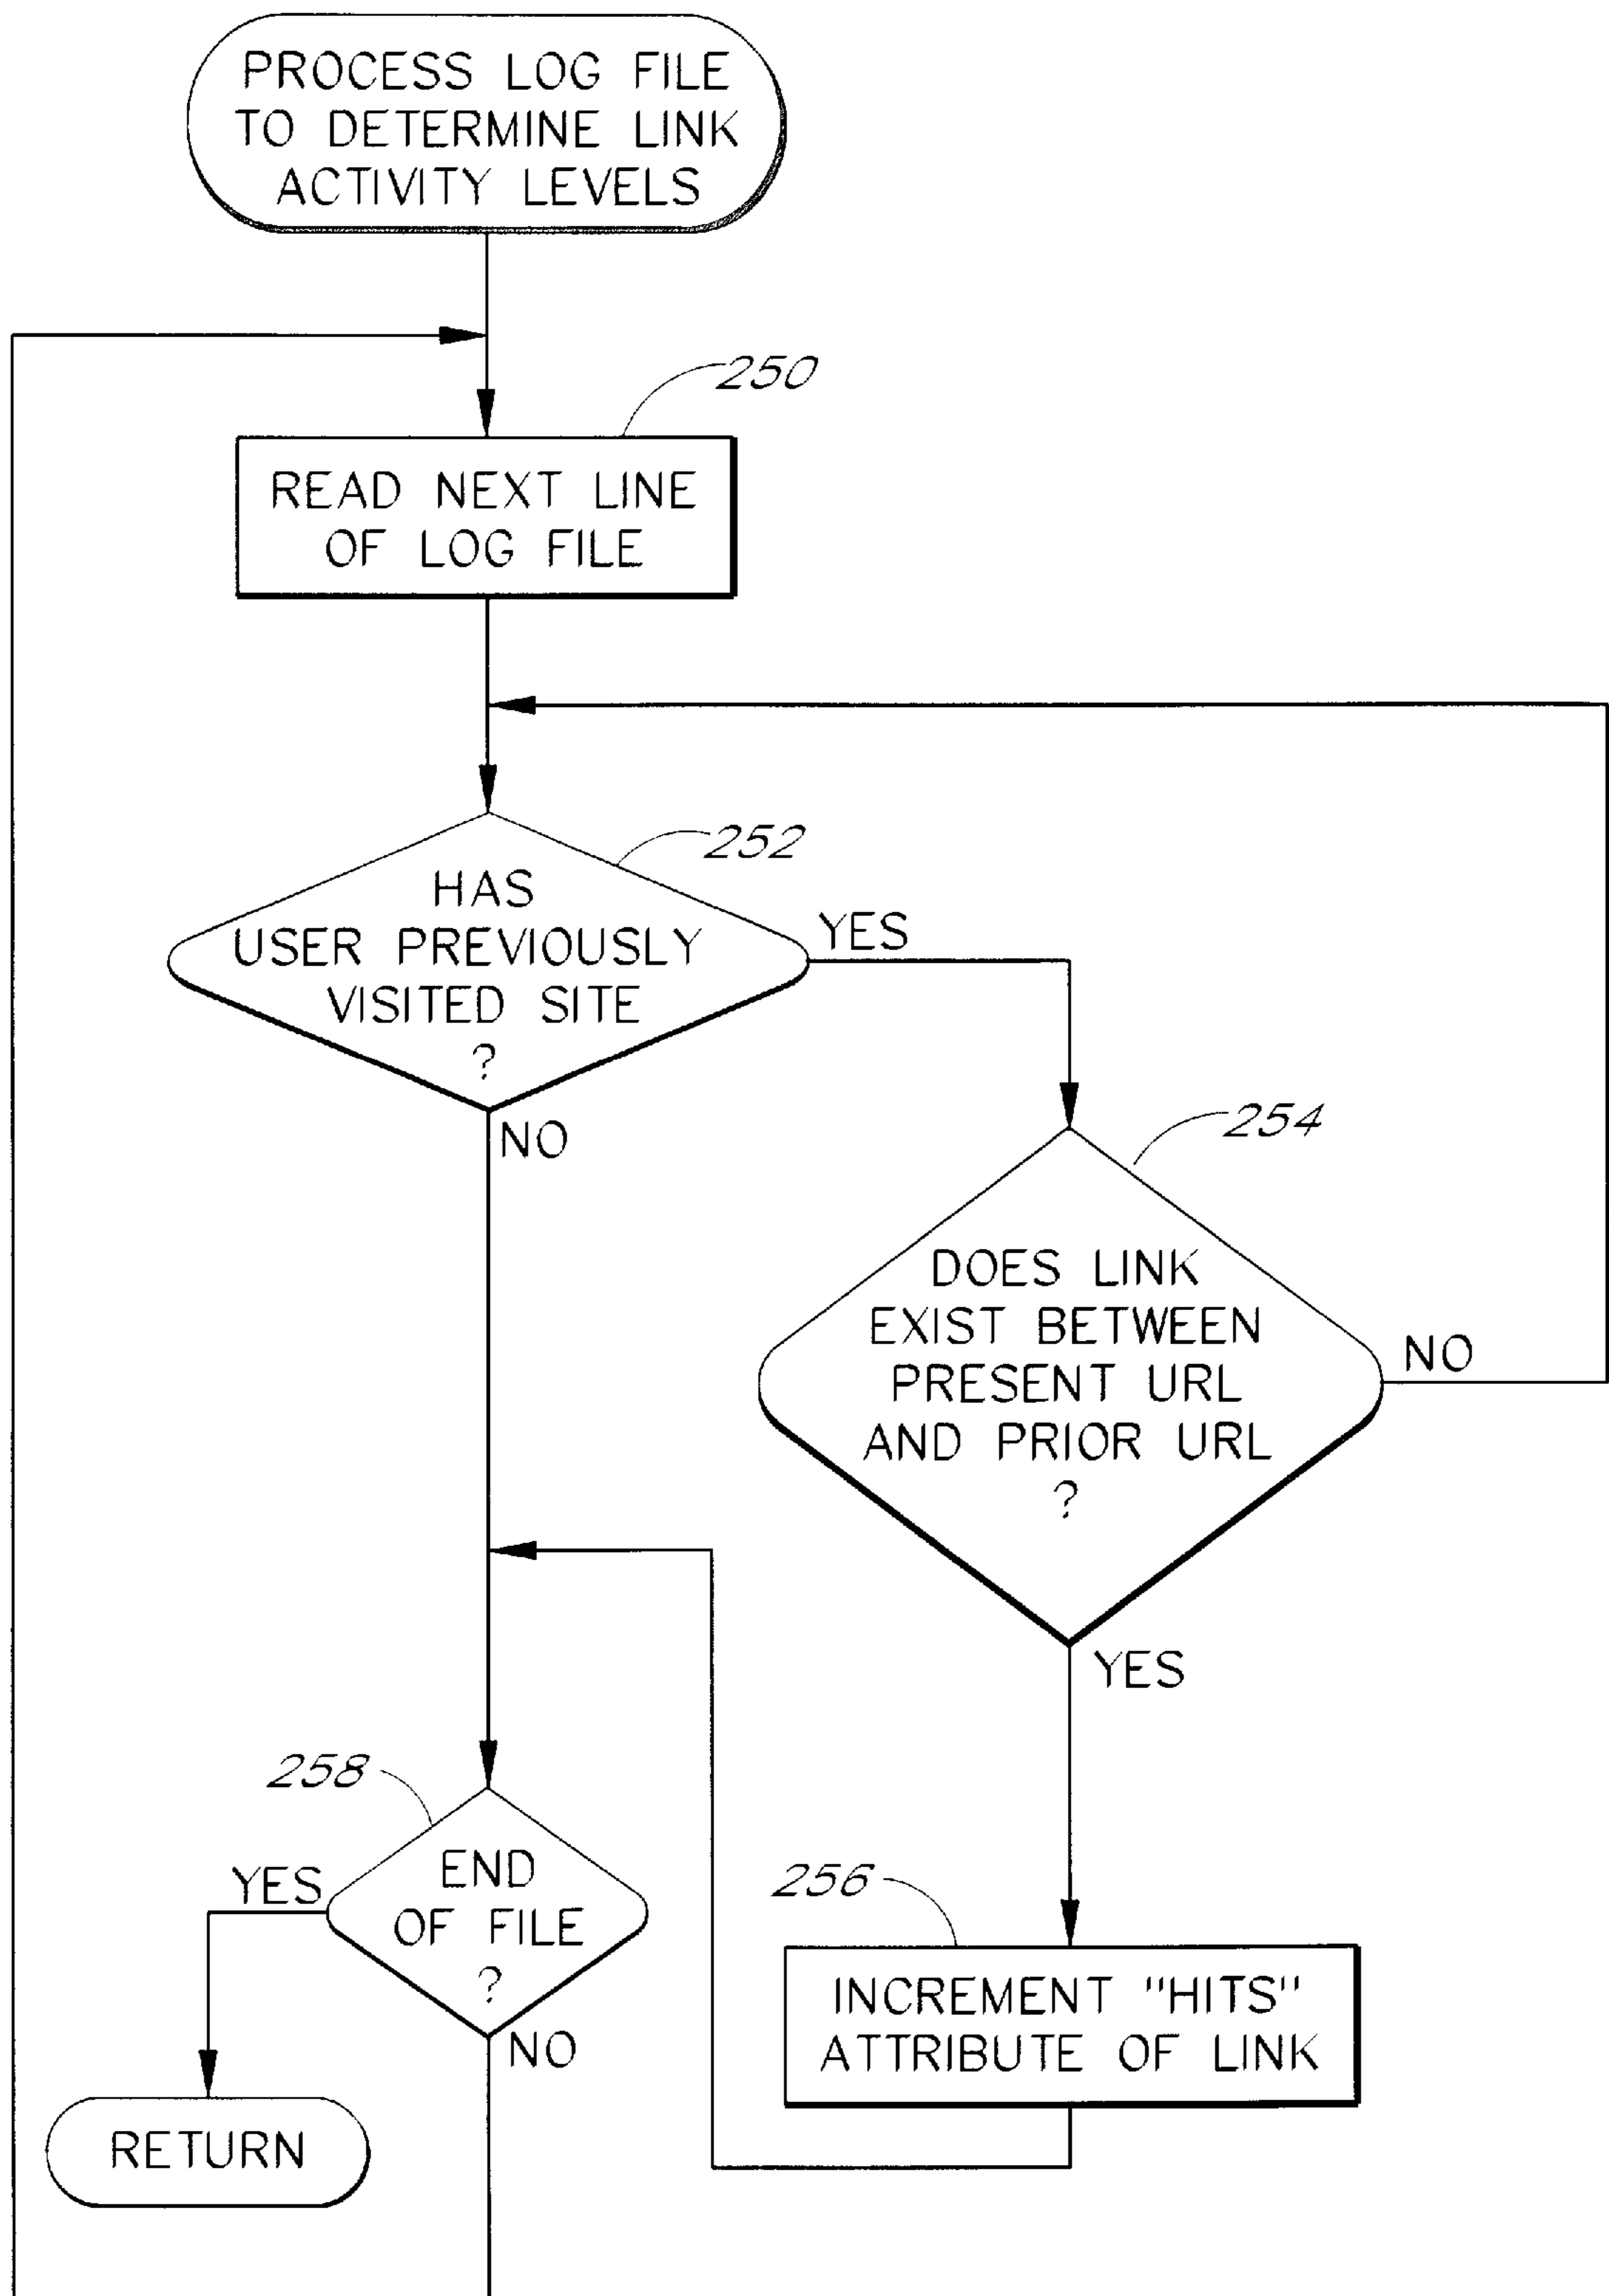 PROCESS LOG FILE
TO DETERMINE LINK
ACTIVITY LEVELS
250
READ NEXT LINE
OF LOG FILE
252
HAS
USER PREVIOUSLY
VISITED SITE
?
YES
NO
254
DOES LINK
EXIST BETWEEN
PRESENT URL
AND PRIOR URL
?
NO
YES
258
END
OF FILE
?
YES
NO
256
INCREMENT "HITS"
ATTRIBUTE OF LINK
RETURN